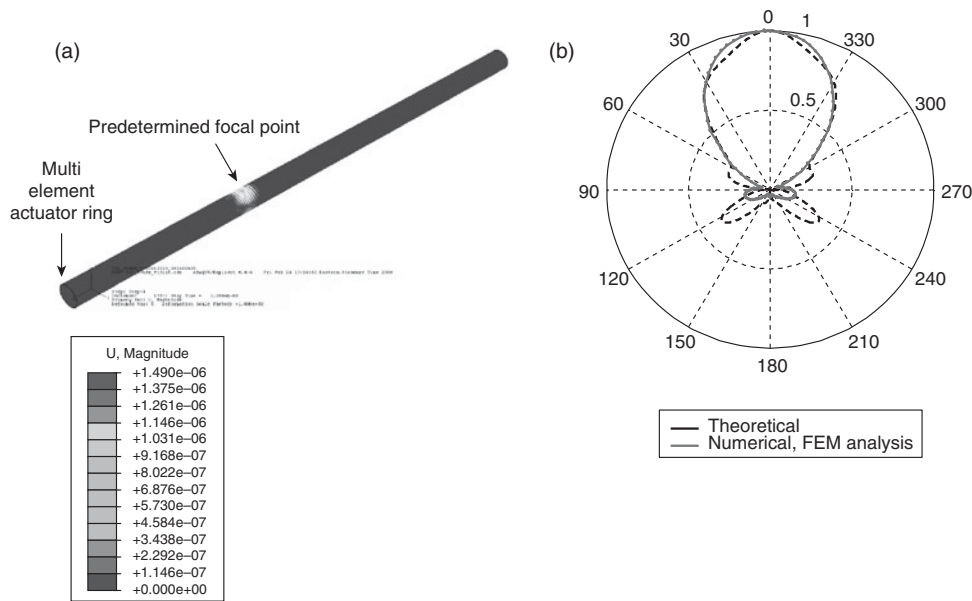 (a)
Predetermined focal point
Multi
element
actuator ring
U, Magnitude
+1.490e–06
+1.375e–06
+1.261e–06
+1.146e–06
+1.031e–06
+9.168e–07
+8.022e–07
+6.876e–07
+5.730e–07
+4.584e–07
+3.438e–07
+2.292e–07
+1.146e–07
+0.000e+00
(b)
0
1
30
330
60
0.5
300
90
270
120
240
150
210
180
Theoretical
Numerical, FEM analysis